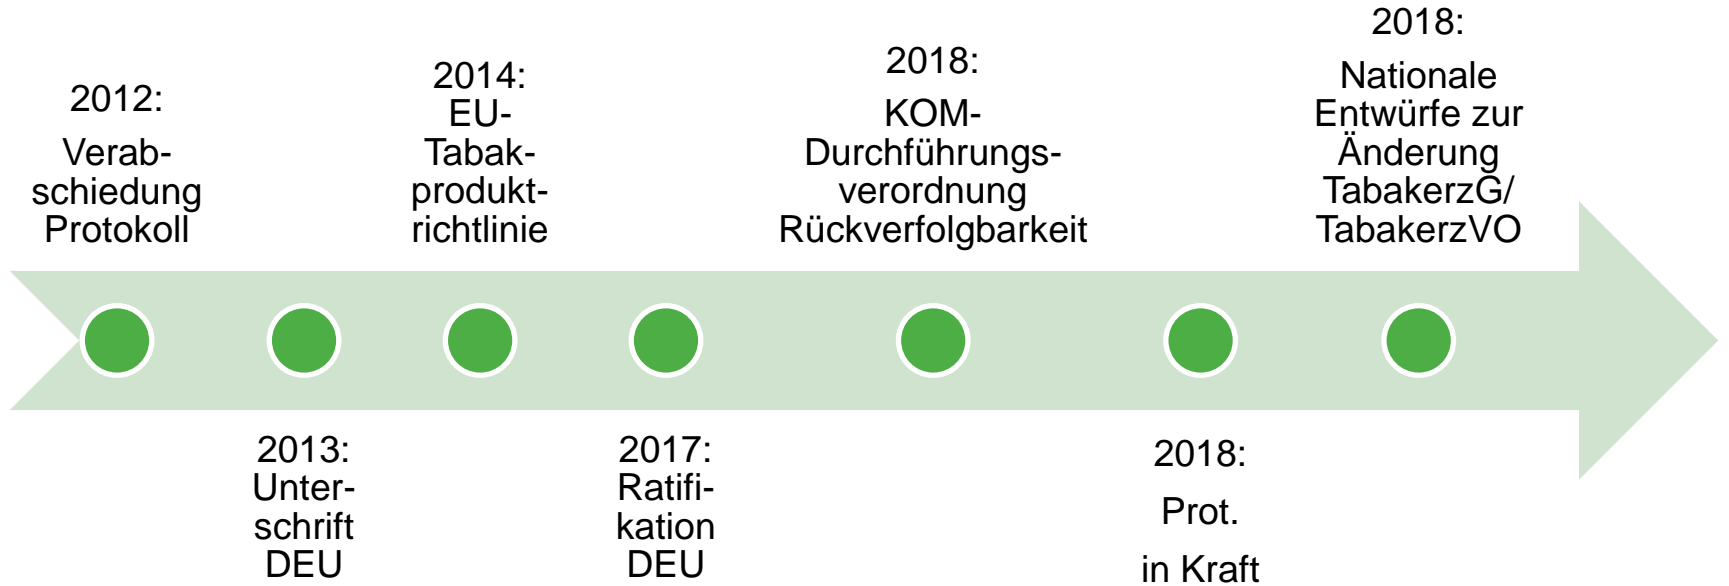 2012:
Verab-
schiedung
Protokoll
2013:
Unter-
schrift
DEU
2014:
EU-
Tabak-
produkt-
richtlinie
2017:
Ratifi-
kation
DEU
2018:
KOM-
Durchführungs-
verordnung
Rückverfolgbarkeit
2018:
Prot.
in Kraft
2018:
Nationale
Entwürfe zur
Änderung
TabakerzG/
TabakerzVO